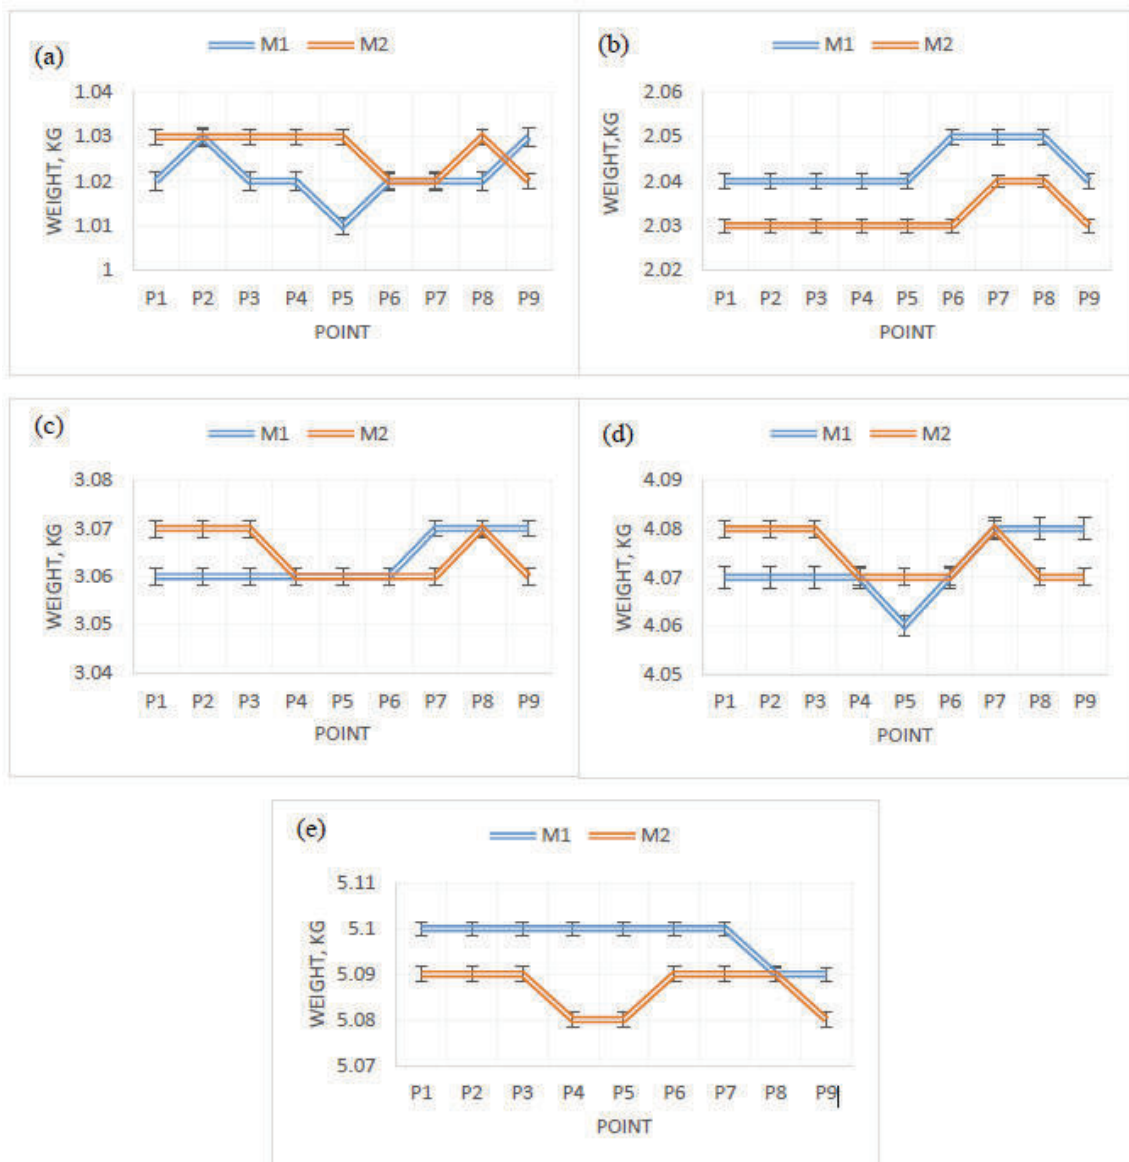 (a)
M1 M2
1.04
1.03
1.02
1.01
1
WEIGHT, KG
P1 P2 P3 P4 P5 P6 P7 P8 P9
POINT
(b)
M1 M2
2.06
2.05
2.04
2.03
2.02
WEIGHT,KG
P1 P2 P3 P4 P5 P6 P7 P8 P9
POINT
(c)
M1 M2
3.08
3.07
3.06
3.05
3.04
WEIGHT, KG
P1 P2 P3 P4 P5 P6 P7 P8 P9
POINT
(d)
M1 M2
4.09
4.08
4.07
4.06
4.05
WEIGHT, KG
P1 P2 P3 P4 P5 P6 P7 P8 P9
POINT
(e)
M1 M2
5.11
5.1
5.09
5.08
5.07
WEIGHT, KG
P1 P2 P3 P4 P5 P6 P7 P8 P9
POINT